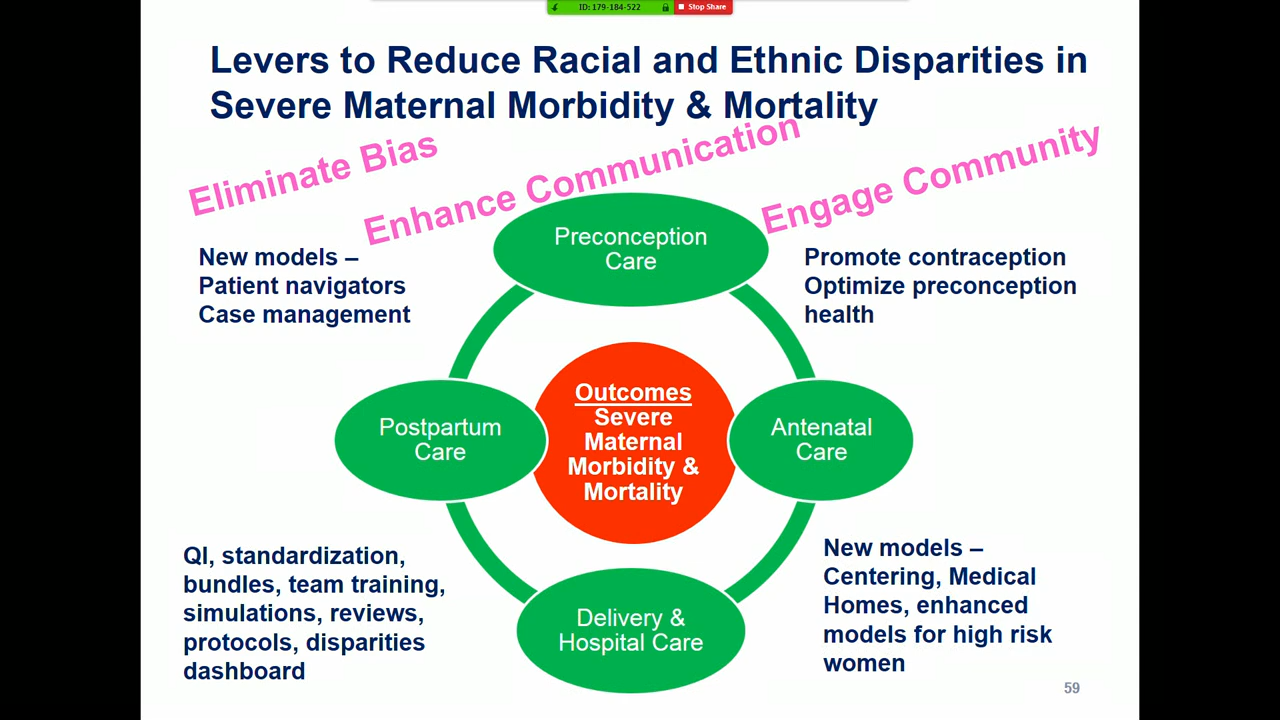 ID: 179-184-522
Stop Share
Levers to Reduce Racial and Ethnic Disparities in
Severe Maternal Morbidity & Mortality
Eliminate Bias
Enhance Communication
Engage Community
New models –
Patient navigators
Case management
Preconception
Care
Promote contraception
Optimize preconception
health
Postpartum
Care
Outcomes
Severe
Maternal
Morbidity &
Mortality
Antenatal
Care
QI, standardization,
bundles, team training,
simulations, reviews,
protocols, disparities
dashboard
Delivery &
Hospital Care
New models –
Centering, Medical
Homes, enhanced
models for high risk
women
59